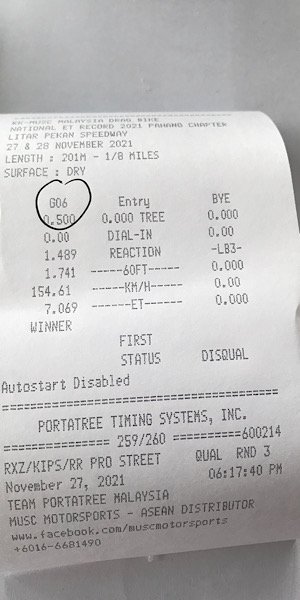 KK-MUSC MALAYSIA DRAG BIKE
NATIONAL ET RECORD 2021 PAHANG CHAPTER
LITAR PEKAN SPEEDWAY
27 & 28 NOVEMBER 2021
LENGTH : 201M - 1/8 MILES
SURFACE : DRY
G06 Entry BYE
0.500 0.000 TREE 0.000
0.00 DIAL-IN 0.00
1.489 REACTION -LB3-
1.741 ------60FT----- 0.000
154.61 ------KM/H----- 0.00
7.069 ------ET------- 0.000
WINNER
FIRST
STATUS DISQUAL
Autostart Disabled
========================================
PORTATREE TIMING SYSTEMS, INC.
============== 259/260 ==========600214
RXZ/KIPS/RR PRO STREET QUAL RND 3
November 27, 2021 06:17:40 PM
TEAM PORTATREE MALAYSIA
MUSC MOTORSPORTS - ASEAN DISTRIBUTOR
www.facebook.com/muscmotorsports
+6016-6681490